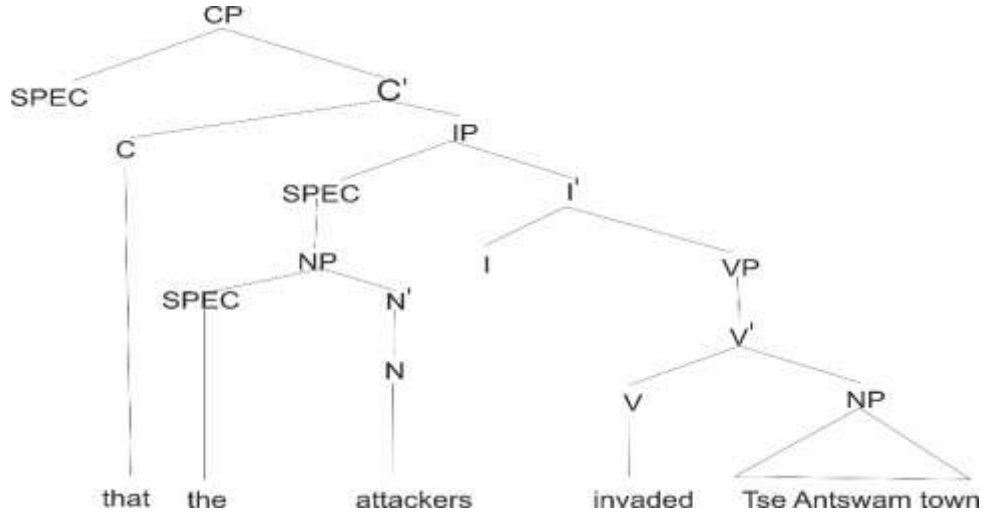 CP
SPEC C'
C IP
SPEC I'
NP I VP
SPEC N' V'
N V NP
that the attackers invaded Tse Antswam town